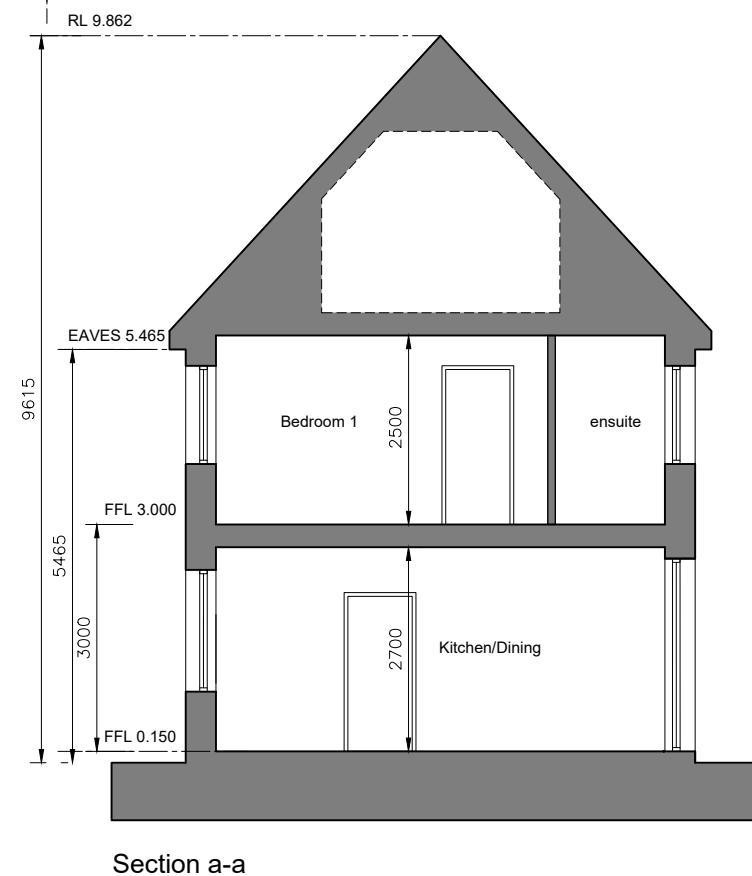 RL 9.862
EAVES 5.465
9615
Bedroom 1
2500
ensuite
FFL 3.000
5465
3000
2700
Kitchen/Dining
FFL 0.150
Section a-a